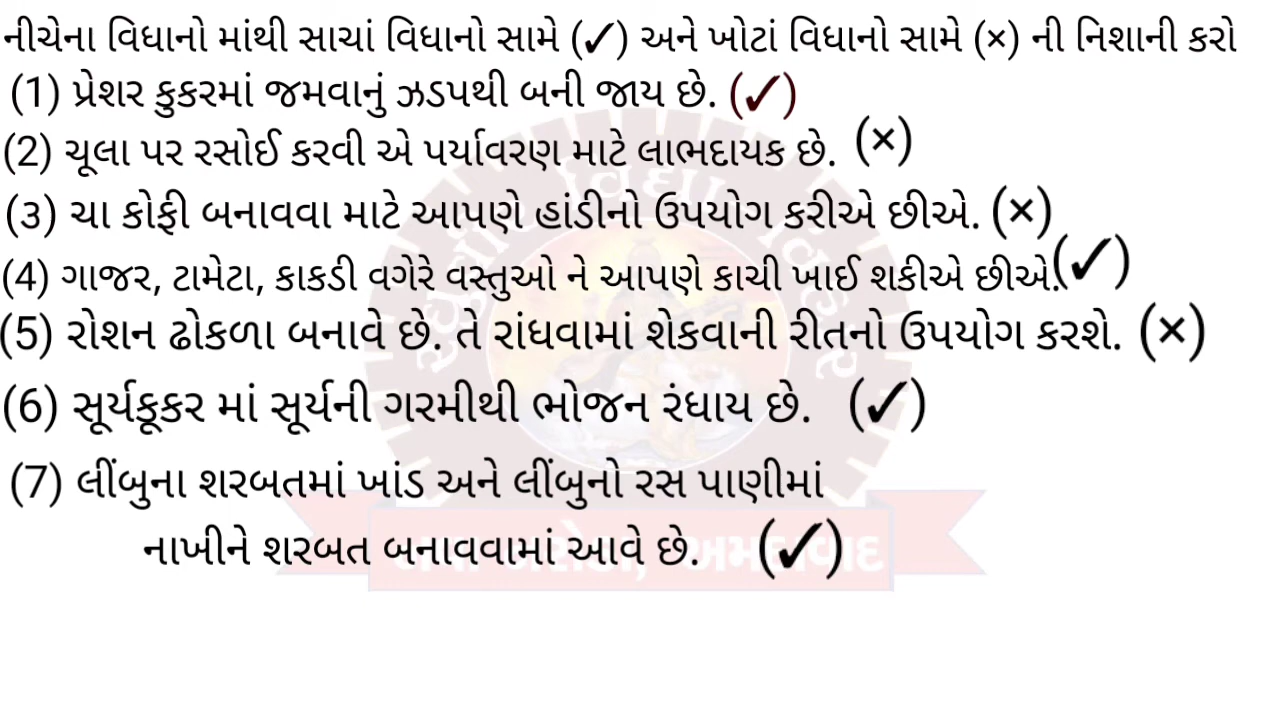 નીચેના વિધાનો માંથી સાચાં વિધાનો સામે (✓) અને ખોટાં વિધાનો સામે (×) ની નિશાની કરો
(1) પ્રેશર કુકરમાં જમવાનું ઝડપથી બની જાય છે. (✓)
(2) ચૂલા પર રસોઈ કરવી એ પર્યાવરણ માટે લાભદાયક છે. (×)
(૩) ચા કોફી બનાવવા માટે આપણે હાંડીનો ઉપયોગ કરીએ છીએ. (×)
(4) ગાજર, ટામેટા, કાકડી વગેરે વસ્તુઓ ને આપણે કાચી ખાઈ શકીએ છીએ. (✓)
(5) રોશન ઢોકળા બનાવે છે. તે રાંધવામાં શેકવાની રીતનો ઉપયોગ કરશે. (×)
(6) સૂર્યકૂકર માં સૂર્યની ગરમીથી ભોજન રંધાય છે. (✓)
(7) લીંબુના શરબતમાં ખાંડ અને લીંબુનો રસ પાણીમાં
નાખીને શરબત બનાવવામાં આવે છે. (✓)